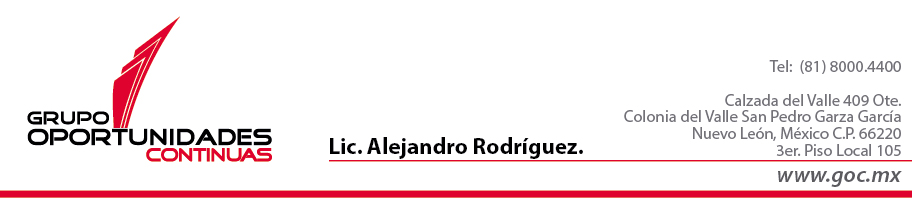 GRUPO
OPORTUNIDADES
CONTINUAS
Lic. Alejandro Rodríguez.
Tel: (81) 8000.4400
Calzada del Valle 409 Ote.
Colonia del Valle San Pedro Garza García
Nuevo León, México C.P. 66220
3er. Piso Local 105
www.goc.mx